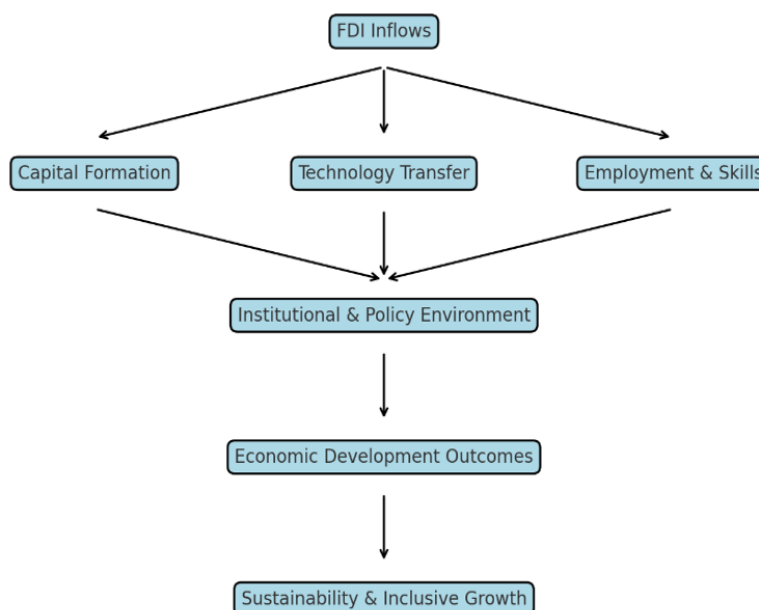 FDI Inflows
Capital Formation
Technology Transfer
Employment & Skills
Institutional & Policy Environment
Economic Development Outcomes
Sustainability & Inclusive Growth